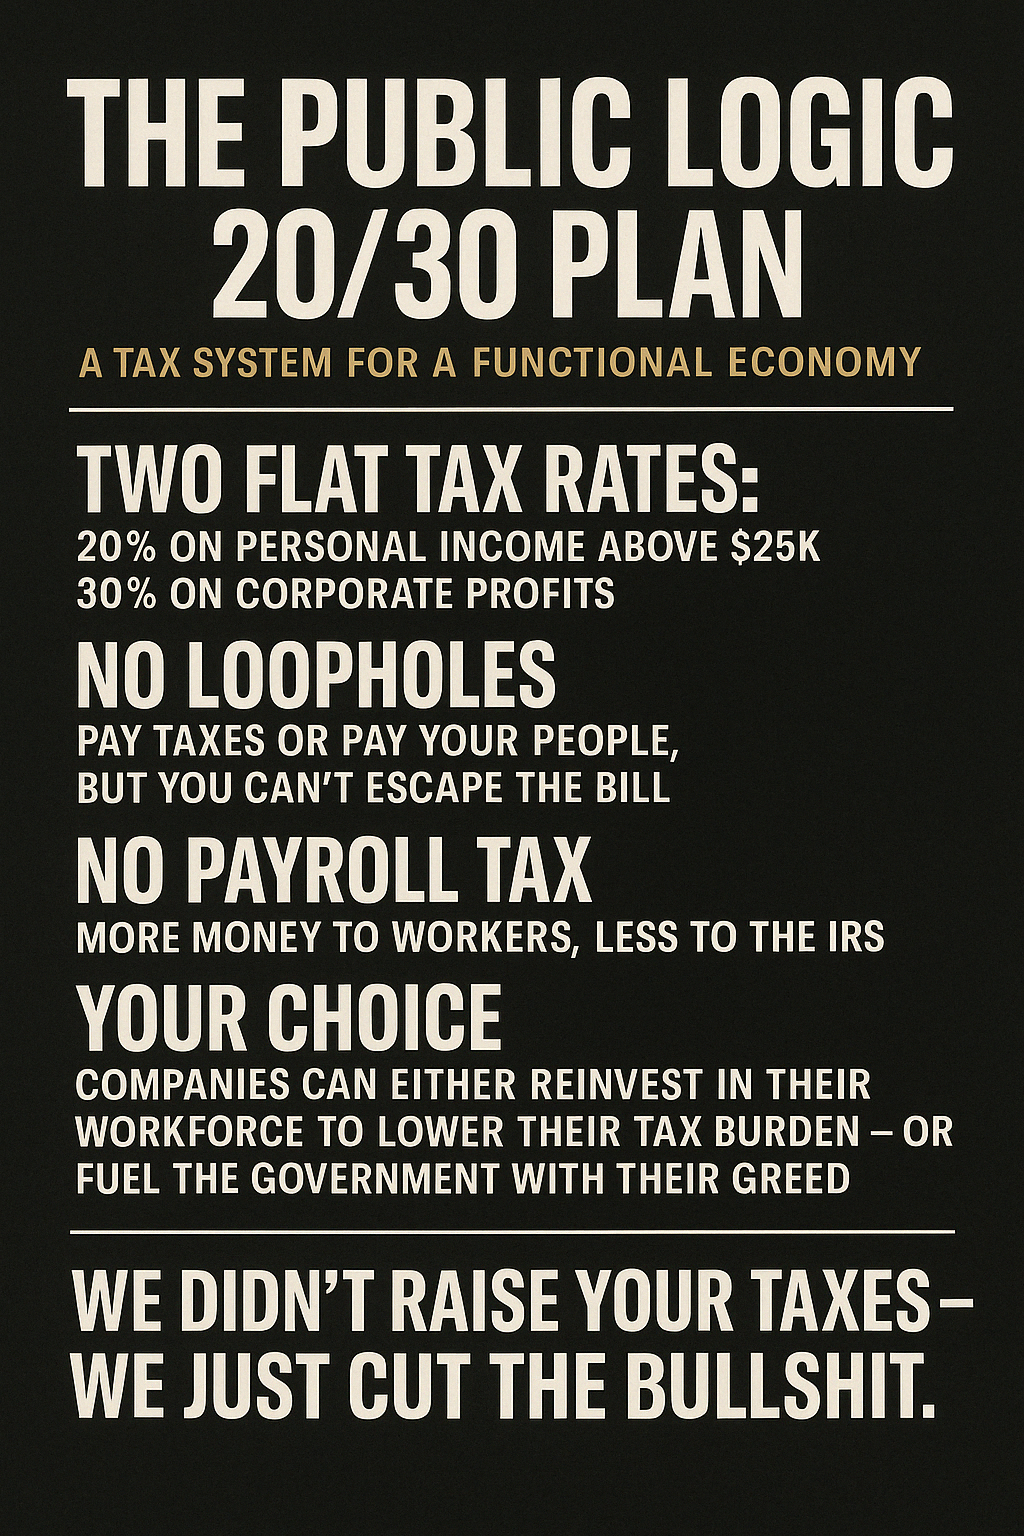 THE PUBLIC LOGIC
20/30 PLAN
A TAX SYSTEM FOR A FUNCTIONAL ECONOMY
TWO FLAT TAX RATES:
20% ON PERSONAL INCOME ABOVE $25K
30% ON CORPORATE PROFITS
NO LOOPHOLES
PAY TAXES OR PAY YOUR PEOPLE,
BUT YOU CAN'T ESCAPE THE BILL
NO PAYROLL TAX
MORE MONEY TO WORKERS, LESS TO THE IRS
YOUR CHOICE
COMPANIES CAN EITHER REINVEST IN THEIR
WORKFORCE TO LOWER THEIR TAX BURDEN – OR
FUEL THE GOVERNMENT WITH THEIR GREED
WE DIDN'T RAISE YOUR TAXES–
WE JUST CUT THE BULLSHIT.